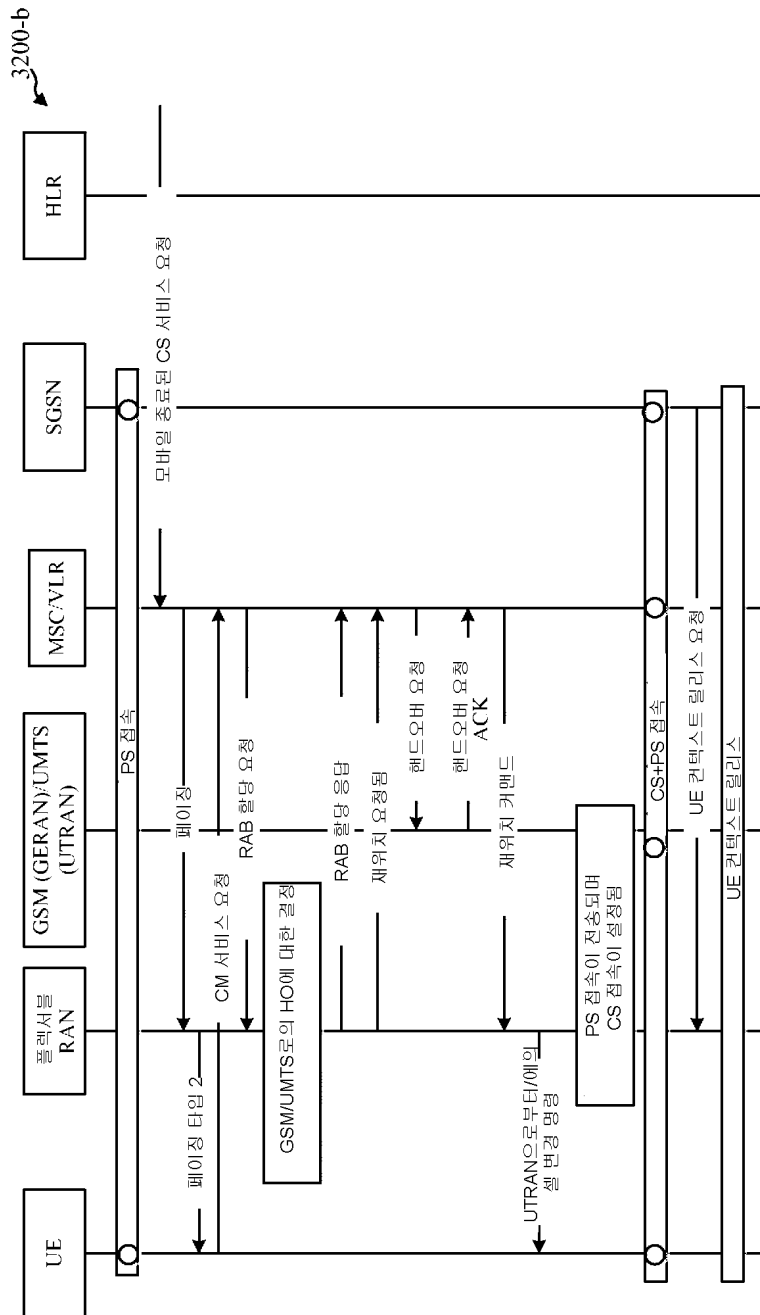 3200-b
UE
플렉서블
RAN
GSM (GERAN)/UMTS
(UTRAN)
MSC/VLR
SGSN
HLR
PS 접속
모바일 종료된 CS 서비스 요청
페이징
페이징 타입 2
CM 서비스 요청
RAB 할당 요청
GSM/UMTS로의 HO에 대한 결정
RAB 할당 응답
재위치 요청됨
핸드오버 요청
핸드오버 요청
ACK
재위치 커맨드
UTRAN으로부터/에의
셀 변경 명령
PS 접속이 전송되며
CS 접속이 설정됨
CS+PS 접속
UE 컨텍스트 릴리스 요청
UE 컨텍스트 릴리스